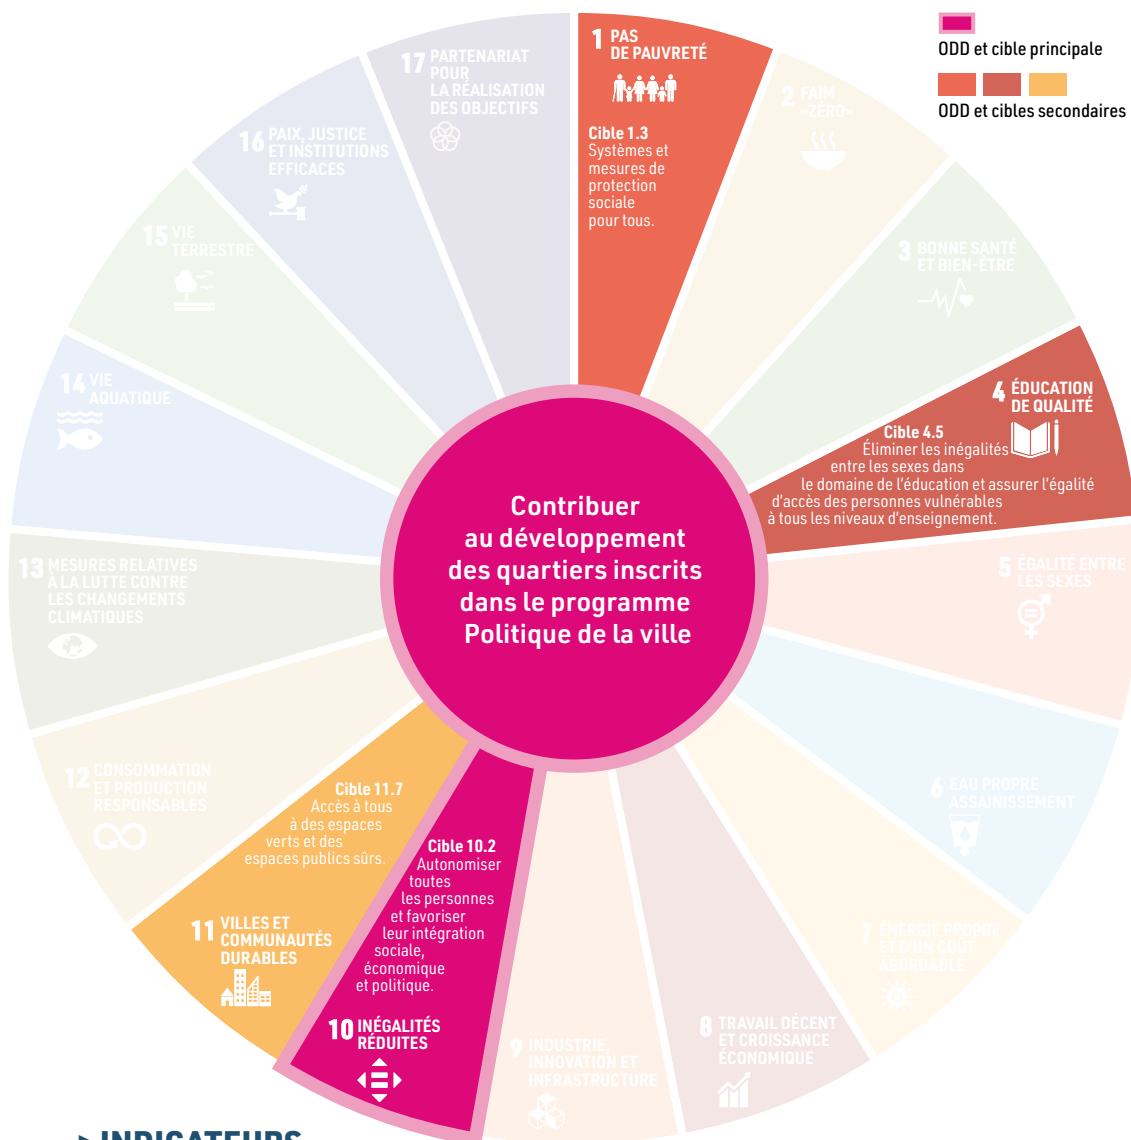 1 PAS
DE PAUVRETÉ
Cible 1.3
Systèmes et
mesures de
protection
sociale
pour tous.
2 FAIM
«ZÉRO»
3 BONNE SANTÉ
ET BIEN-ÊTRE
4 ÉDUCATION
DE QUALITÉ
Cible 4.5
Éliminer les inégalités
entre les sexes dans
le domaine de l'éducation et assurer l'égalité
d'accès des personnes vulnérables
à tous les niveaux d'enseignement.
5 ÉGALITÉ ENTRE
LES SEXES
6 EAU PROPRE
ASSAINISSEMENT
7 ÉNERGIE PROPRE
ET D'UN COÛT
ABORDABLE
8 TRAVAIL DÉCENT
ET CROISSANCE
ÉCONOMIQUE
9 INDUSTRIE,
INNOVATION ET
INFRASTRUCTURE
Cible 10.2
Autonomiser
toutes
les personnes
et favoriser
leur intégration
sociale,
économique
et politique.
10 INÉGALITÉS
RÉDUITES
Cible 11.7
Accès à tous
à des espaces
verts et des
espaces publics sûrs.
11 VILLES ET
COMMUNAUTÉS
DURABLES
12 CONSOMMATION
ET PRODUCTION
RESPONSABLES
13 MESURES RELATIVES
À LA LUTTE CONTRE
LES CHANGEMENTS
CLIMATIQUES
14 VIE
AQUATIQUE
15 VIE
TERRESTRE
16 PAIX, JUSTICE
ET INSTITUTIONS
EFFICACES
17 PARTENARIAT
POUR
LA RÉALISATION
DES OBJECTIFS
Contribuer
au développement
des quartiers inscrits
dans le programme
Politique de la ville
ODD et cible principale
ODD et cibles secondaires
> INDICATEURS